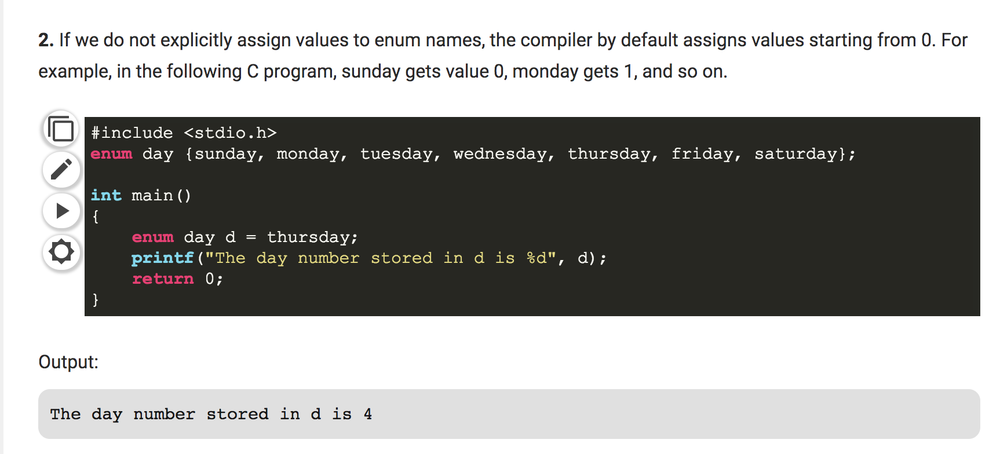 2. If we do not explicitly assign values to enum names, the compiler by default assigns values starting from 0. For
example, in the following C program, sunday gets value 0, monday gets 1, and so on.
#include <stdio.h>
enum day {sunday, monday, tuesday, wednesday, thursday, friday, saturday};

int main()
{
    enum day d = thursday;
    printf("The day number stored in d is %d", d);
    return 0;
}
Output:
The day number stored in d is 4